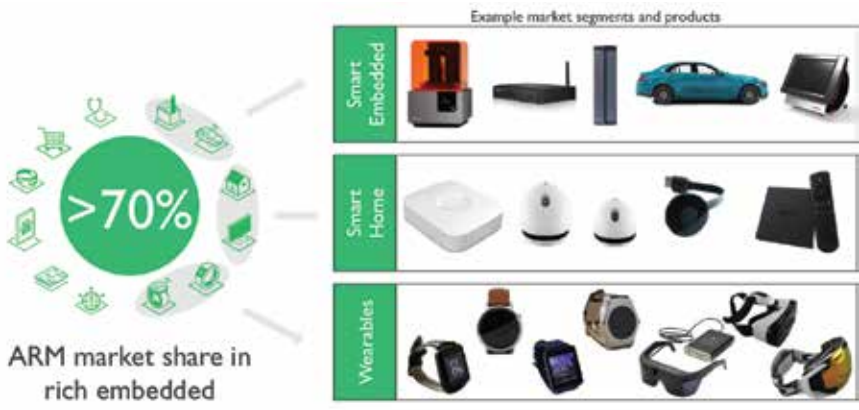 Example market segments and products
Smart
Embedded
>70%
Smart
Home
Wearables
ARM market share in
rich embedded